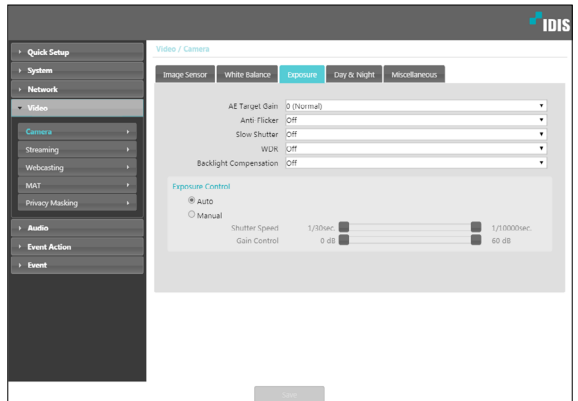 IDIS
Quick Setup
System
Network
Video
Camera
Streaming
Webcasting
MAT
Privacy Masking
Audio
Event Action
Event
Video / Camera
Image Sensor White Balance Exposure Day & Night Miscellaneous
AE Target Gain 0 (Normal)
Anti-Flicker Off
Slow Shutter Off
WDR Off
Backlight Compensation Off
Exposure Control
Auto
Manual
Shutter Speed 1/30sec. 1/10000sec.
Gain Control 0 dB 60 dB
Save